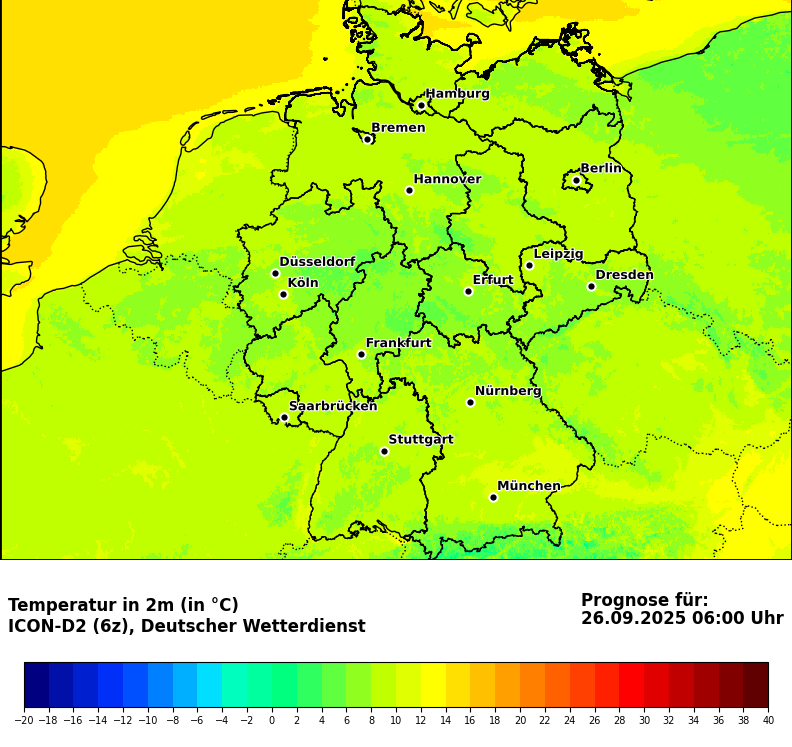 Hamburg
Bremen
Berlin
Hannover
Leipzig
Düsseldorf
Dresden
Köln
Erfurt
Frankfurt
Nürnberg
Saarbrücken
Stuttgart
München
Temperatur in 2m (in °C)
ICON-D2 (6z), Deutscher Wetterdienst
Prognose für:
26.09.2025 06:00 Uhr
−20 −18 −16 −14 −12 −10 −8 −6 −4 −2 0 2 4 6 8 10 12 14 16 18 20 22 24 26 28 30 32 34 36 38 40